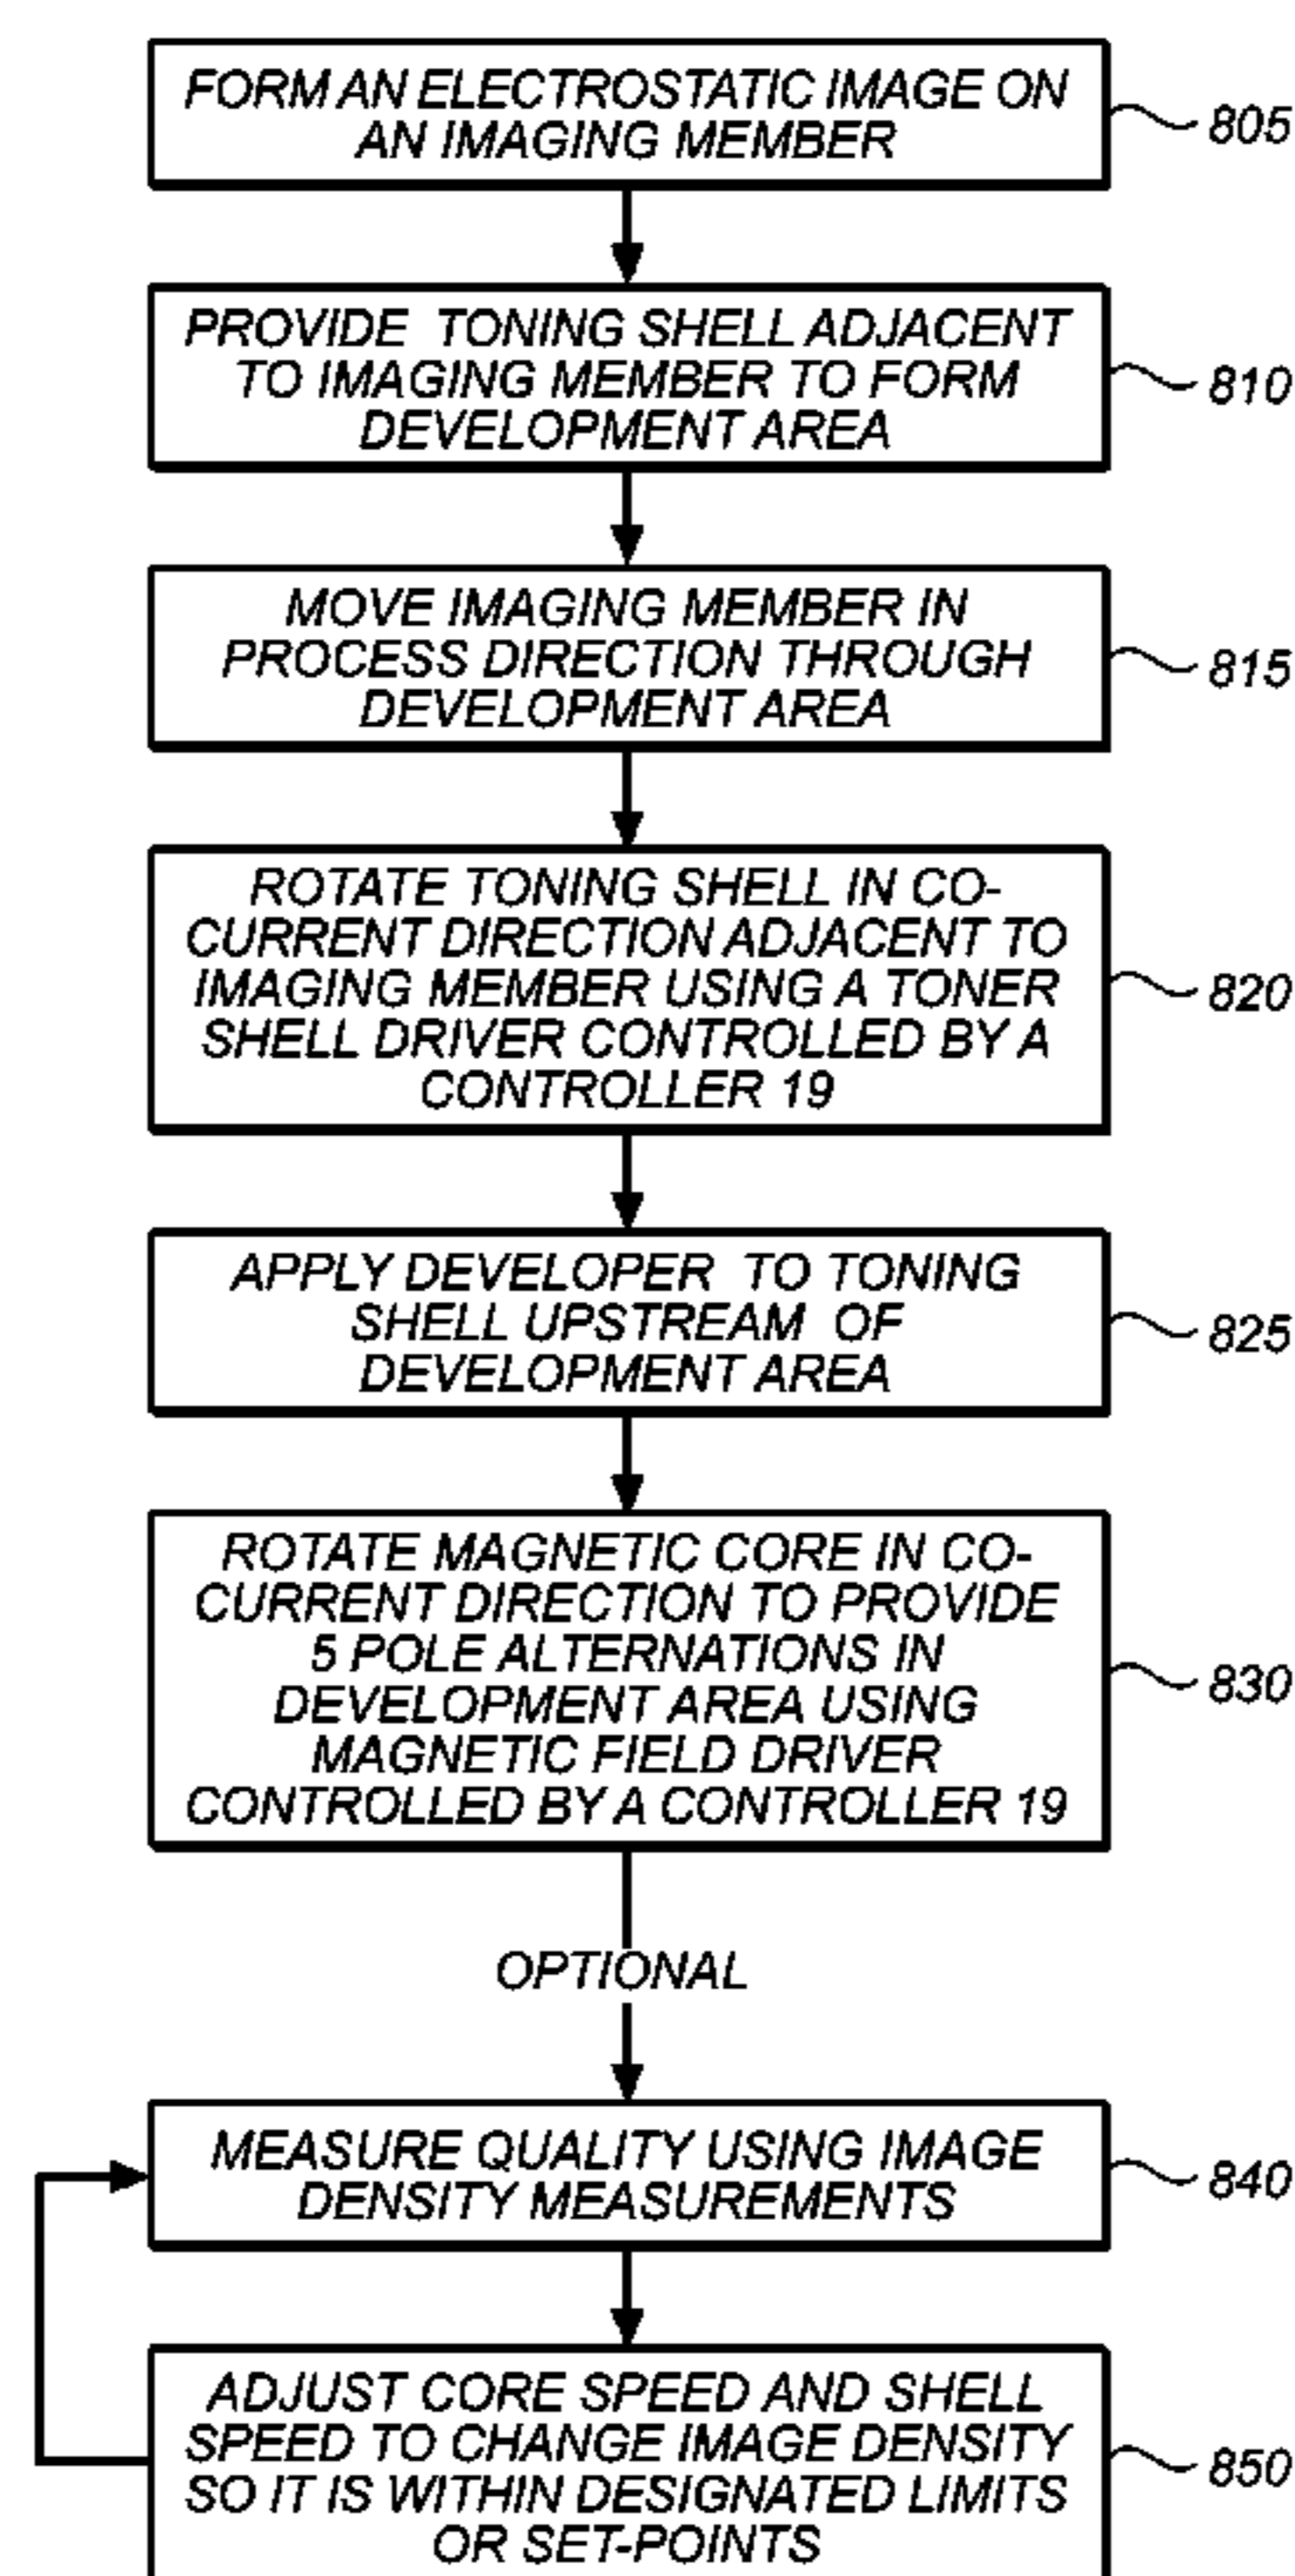 FORM AN ELECTROSTATIC IMAGE ON
AN IMAGING MEMBER
805
PROVIDE TONING SHELL ADJACENT
TO IMAGING MEMBER TO FORM
DEVELOPMENT AREA
810
MOVE IMAGING MEMBER IN
PROCESS DIRECTION THROUGH
DEVELOPMENT AREA
815
ROTATE TONING SHELL IN CO-
CURRENT DIRECTION ADJACENT TO
IMAGING MEMBER USING A TONER
SHELL DRIVER CONTROLLED BY A
CONTROLLER 19
820
APPLY DEVELOPER TO TONING
SHELL UPSTREAM OF
DEVELOPMENT AREA
825
ROTATE MAGNETIC CORE IN CO-
CURRENT DIRECTION TO PROVIDE
5 POLE ALTERNATIONS IN
DEVELOPMENT AREA USING
MAGNETIC FIELD DRIVER
CONTROLLED BY A CONTROLLER 19
830
OPTIONAL
MEASURE QUALITY USING IMAGE
DENSITY MEASUREMENTS
840
ADJUST CORE SPEED AND SHELL
SPEED TO CHANGE IMAGE DENSITY
SO IT IS WITHIN DESIGNATED LIMITS
OR SET-POINTS
850